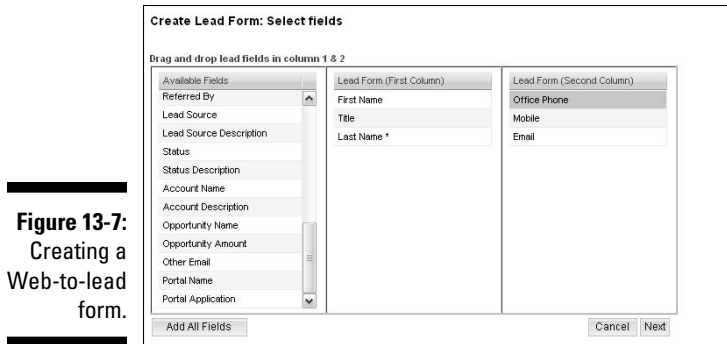 Create Lead Form: Select fields
Drag and drop lead fields in column 1 & 2
Available Fields
Referred By
Lead Source
Lead Source Description
Status
Status Description
Account Name
Account Description
Opportunity Name
Opportunity Amount
Other Email
Portal Name
Portal Application
Add All Fields
Lead Form (First Column)
First Name
Title
Last Name *
Lead Form (Second Column)
Office Phone
Mobile
Email
Cancel Next
Figure 13-7:
Creating a
Web-to-lead
form.